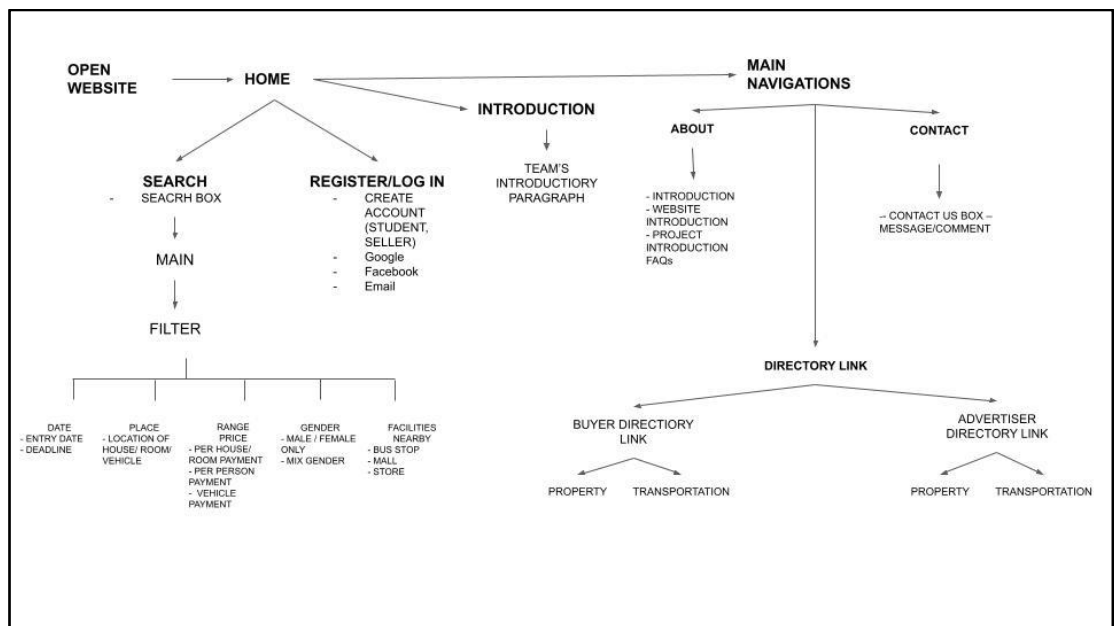 OPEN
WEBSITE
HOME
MAIN
NAVIGATIONS
INTRODUCTION
TEAM'S
INTRODUCTIORY
PARAGRAPH
ABOUT
- INTRODUCTION
- WEBSITE
INTRODUCTION
- PROJECT
INTRODUCTION
FAQs
CONTACT
-- CONTACT US BOX –
MESSAGE/COMMENT
SEARCH
- SEACRH BOX
MAIN
FILTER
REGISTER/LOG IN
- CREATE
ACCOUNT
(STUDENT,
SELLER)
- Google
- Facebook
- Email
DATE
- ENTRY DATE
- DEADLINE
PLACE
- LOCATION OF
HOUSE/ ROOM/
VEHICLE
RANGE
PRICE
- PER HOUSE/
ROOM PAYMENT
- PER PERSON
PAYMENT
- VEHICLE
PAYMENT
GENDER
- MALE / FEMALE
ONLY
- MIX GENDER
FACILITIES
NEARBY
- BUS STOP
- MALL
- STORE
DIRECTORY LINK
BUYER DIRECTIORY
LINK
PROPERTY
TRANSPORTATION
ADVERTISER
DIRECTORY LINK
PROPERTY
TRANSPORTATION